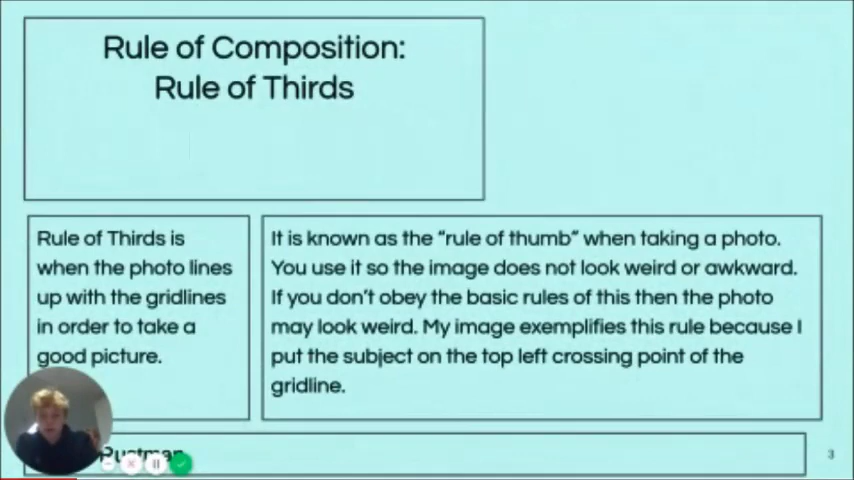 Rule of Composition:
Rule of Thirds
Rule of Thirds is
when the photo lines
up with the gridlines
in order to take a
good picture.
It is known as the “rule of thumb” when taking a photo.
You use it so the image does not look weird or awkward.
If you don’t obey the basic rules of this then the photo
may look weird. My image exemplifies this rule because I
put the subject on the top left crossing point of the
gridline.
3